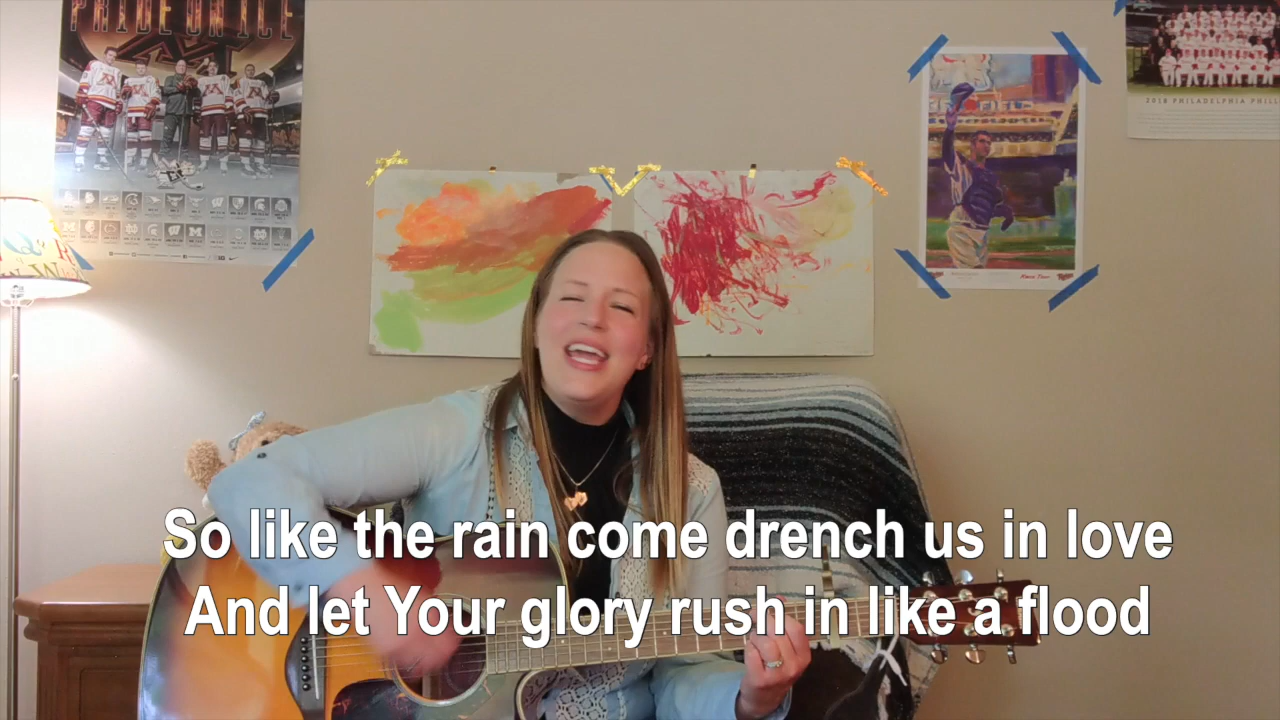 PRIDE ON ICE
2018 PHILADELPHIA PHILL
So like the rain come drench us in love
And let Your glory rush in like a flood